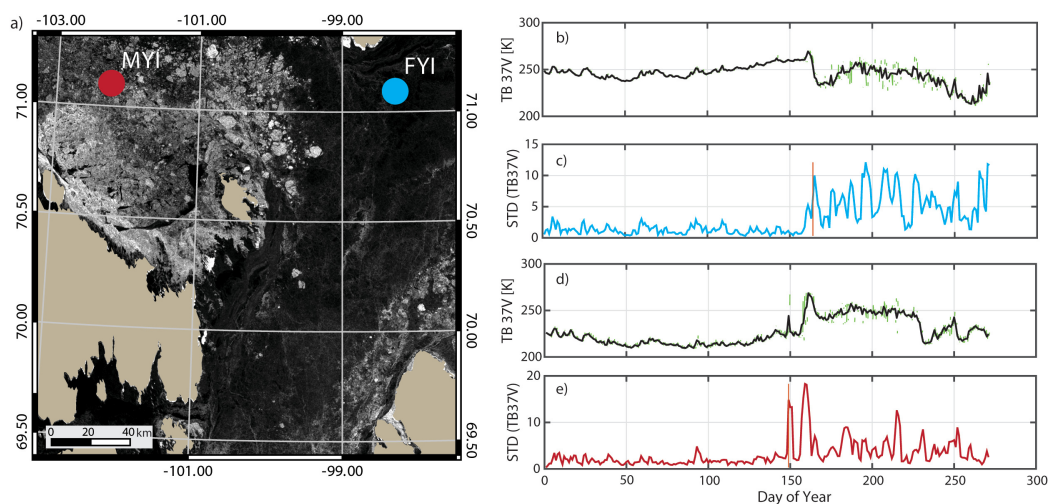 a)
-103.00 -101.00 -99.00
MYI
FYI
71.00
70.50
70.00
69.50
71.00
70.50
70.00
69.50
0 20 40 km
-101.00 -99.00
b)
TB 37V [K]
300
250
200
c)
STD (TB37V)
15
10
5
0
d)
TB 37V [K]
300
250
200
e)
STD (TB37V)
20
10
0
0 50 100 150 200 250 300
Day of Year